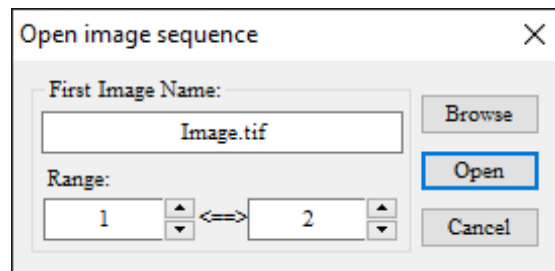 Open image sequence
First Image Name:
Image.tif
Browse
Range:
Open
1 <==> 2
Cancel